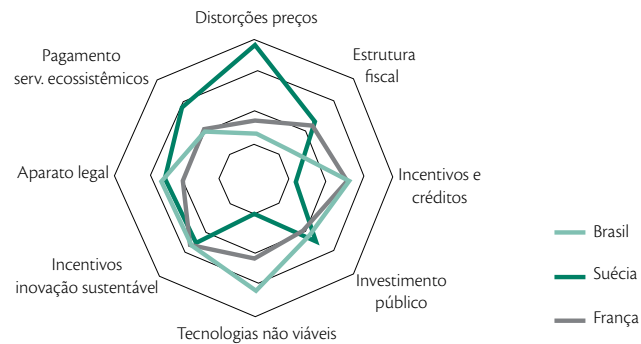 Distorções preços
Estrutura
fiscal
Incentivos e
créditos
Investimento
público
Tecnologias não viáveis
Incentivos
inovação sustentável
Aparato legal
Pagamento
serv. ecossistêmicos
Brasil
Suécia
França